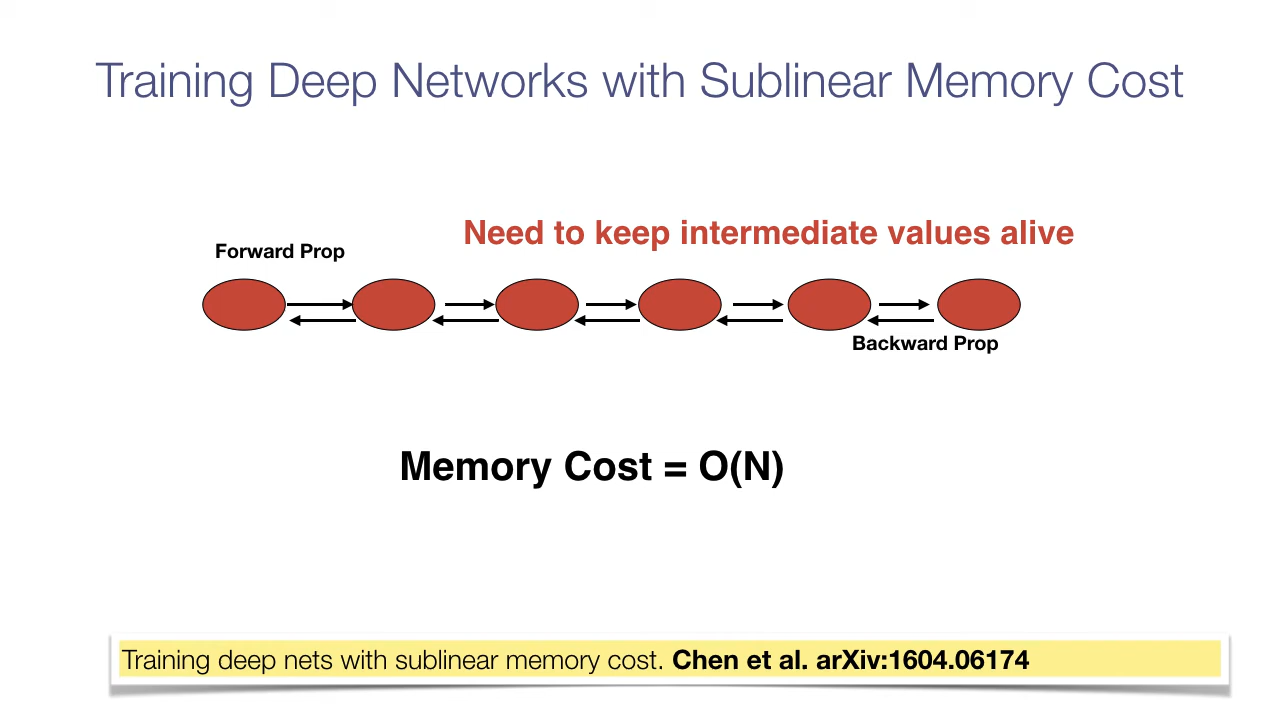 Training Deep Networks with Sublinear Memory Cost
Need to keep intermediate values alive
Forward Prop
Backward Prop
Memory Cost = O(N)
Training deep nets with sublinear memory cost. Chen et al. arXiv:1604.06174